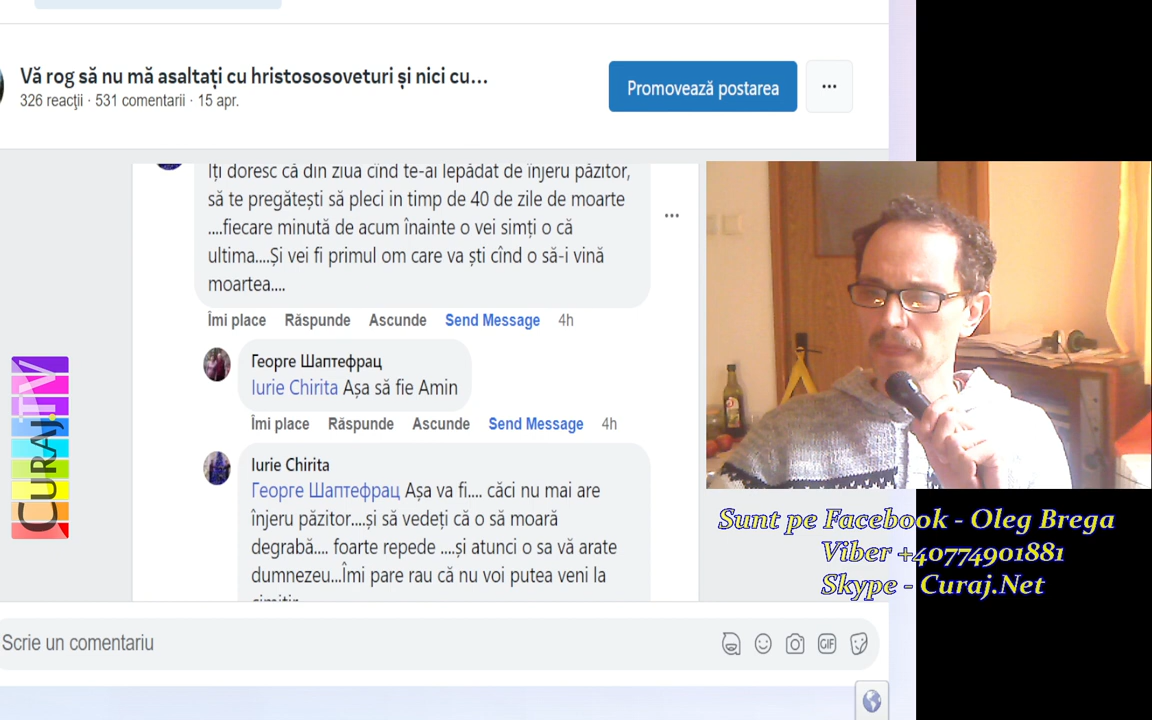 Vă rog să nu mă asaltați cu hristososoveturi și nici cu...
326 reacții · 531 comentarii · 15 apr.
Promovează postarea
Iți doresc că din ziua cînd te-ai lepădat de înjeru păzitor,
să te pregătești să pleci in timp de 40 de zile de moarte
....fiecare minută de acum înainte o vei simți o că
ultima....Și vei fi primul om care va ști cînd o să-i vină
moartea....
Îmi place Răspunde Ascunde Send Message 4h
Георге Шаптефрац
Iurie Chirita Așa să fie Amin
Îmi place Răspunde Ascunde Send Message 4h
Iurie Chirita
Георге Шаптефрац Așa va fi.... căci nu mai are
înjeru păzitor....și să vedeți că o să moară
degrabă.... foarte repede ....și atunci o sa vă arate
dumnezeu...Îmi pare rau că nu voi putea veni la
Scrie un comentariu
GIF
CURAJ.TV
Sunt pe Facebook - Oleg Brega
Viber +40774901881
Skype - Curaj.Net